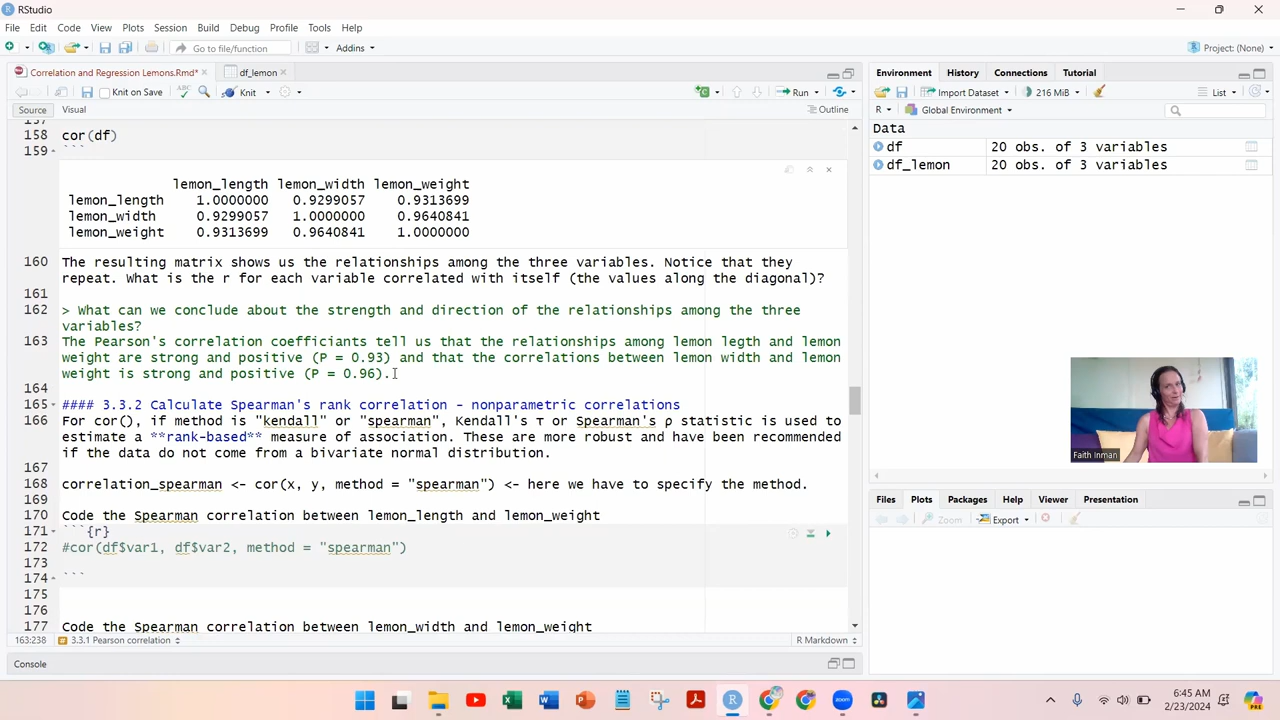 RStudio
File Edit Code View Plots Session Build Debug Profile Tools Help
Go to file/function Addins Project: (None)
Correlation and Regression Lemons.Rmd* df_lemon
Knit on Save Knit Run
Source Visual Outline
157
158 cor(df)
159 ```
lemon_length lemon_width lemon_weight
lemon_length 1.0000000 0.9299057 0.9313699
lemon_width 0.9299057 1.0000000 0.9640841
lemon_weight 0.9313699 0.9640841 1.0000000
160 The resulting matrix shows us the relationships among the three variables. Notice that they
repeat. What is the r for each variable correlated with itself (the values along the diagonal)?
161
162 > What can we conclude about the strength and direction of the relationships among the three
variables?
163 The Pearson's correlation coefficiants tell us that the relationships among lemon legth and lemon
weight are strong and positive (P = 0.93) and that the correlations between lemon width and lemon
weight is strong and positive (P = 0.96).
164
165 #### 3.3.2 Calculate Spearman's rank correlation - nonparametric correlations
166 For cor(), if method is "kendall" or "spearman", Kendall's τ or Spearman's ρ statistic is used to
estimate a **rank-based** measure of association. These are more robust and have been recommended
if the data do not come from a bivariate normal distribution.
167
168 correlation_spearman <- cor(x, y, method = "spearman") <- here we have to specify the method.
169
170 Code the Spearman correlation between lemon_length and lemon_weight
171 ```{r}
172 #cor(df$var1, df$var2, method = "spearman")
173
174 ```
175
176
177 Code the Spearman correlation between lemon_width and lemon_weight
163:238 3.3.1 Pearson correlation R Markdown
Console
Environment History Connections Tutorial
Import Dataset 216 MiB List
R Global Environment
Data
df 20 obs. of 3 variables
df_lemon 20 obs. of 3 variables
Faith Inman
Files Plots Packages Help Viewer Presentation
Zoom Export
6:45 AM
2/23/2024